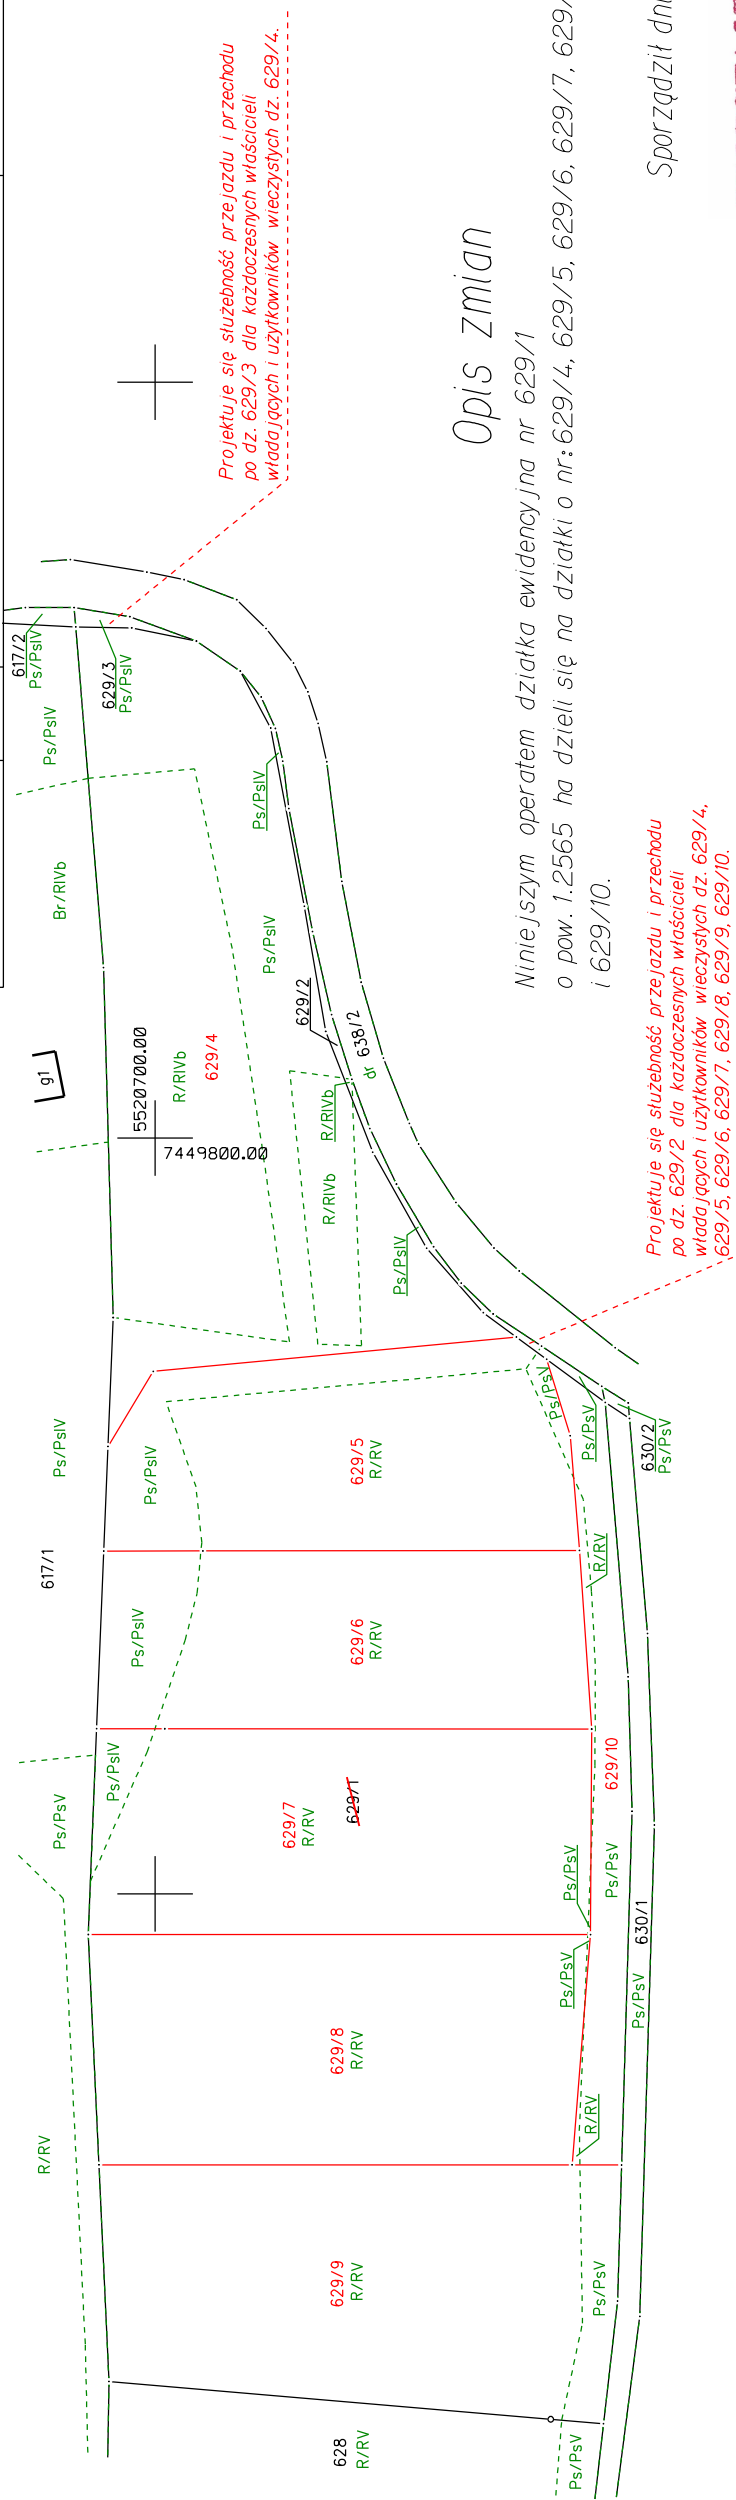 Projektuje się służebność przejazdu i przechodu
po dz. 629/3 dla każdoczesnych właścicieli
władających i użytkowników wieczystych dz. 629/4.
Opis zmian
Niniejszym operatem działka ewidencyjna nr 629/1
o pow. 1.2565 ha dzieli się na działki o nr: 629/4, 629/5, 629/6, 629/7, 629/
i 629/10.
Sporządził dni
Projektuje się służebność przejazdu i przechodu
po dz. 629/2 dla każdoczesnych właścicieli
władających i użytkowników wieczystych dz. 629/4,
629/5, 629/6, 629/7, 629/8, 629/9, 629/10.
617/2
Ps/PsIV
Ps/PsIV
629/3
Ps/PsIV
Ps/PsIV
Br/RIVb
Ps/PsIV
g1
5520700.00
7449800.00
R/RIVb
629/4
629/2
638/2
dr
R/RIVb
R/RIVb
Ps/PsIV
Ps/PsIV
Ps/PsIV
617/1
629/5
R/RV
Ps/PsV
Ps/PsV
630/2
Ps/PsV
R/RV
Ps/PsIV
629/6
R/RV
Ps/PsV
Ps/PsIV
629/7
R/RV
629/1
629/10
Ps/PsV
Ps/PsV
Ps/PsV
630/1
Ps/PsV
R/RV
629/8
R/RV
R/RV
629/9
R/RV
Ps/PsV
628
R/RV
Ps/PsV